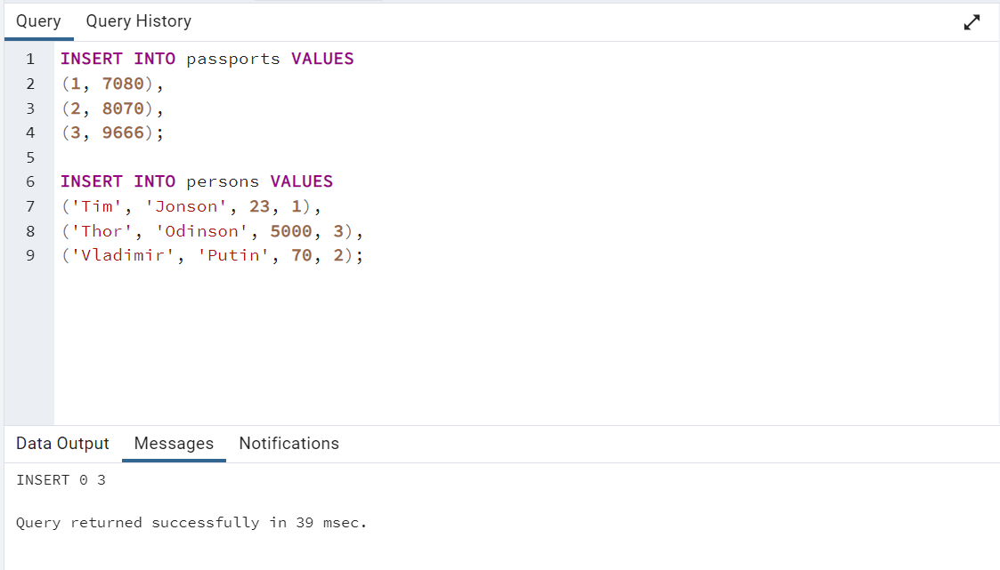 Query Query History
1 INSERT INTO passports VALUES
2 (1, 7080),
3 (2, 8070),
4 (3, 9666);
5
6 INSERT INTO persons VALUES
7 ('Tim', 'Jonson', 23, 1),
8 ('Thor', 'Odinson', 5000, 3),
9 ('Vladimir', 'Putin', 70, 2);
Data Output Messages Notifications
INSERT 0 3
Query returned successfully in 39 msec.